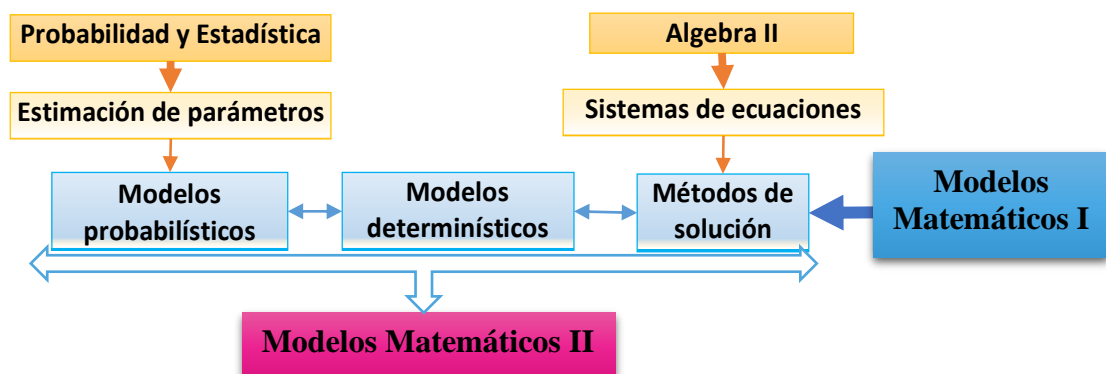 Probabilidad y Estadística
Algebra II
Estimación de parámetros
Sistemas de ecuaciones
Modelos
probabilísticos
Modelos
determinísticos
Métodos de
solución
Modelos
Matemáticos I
Modelos Matemáticos II